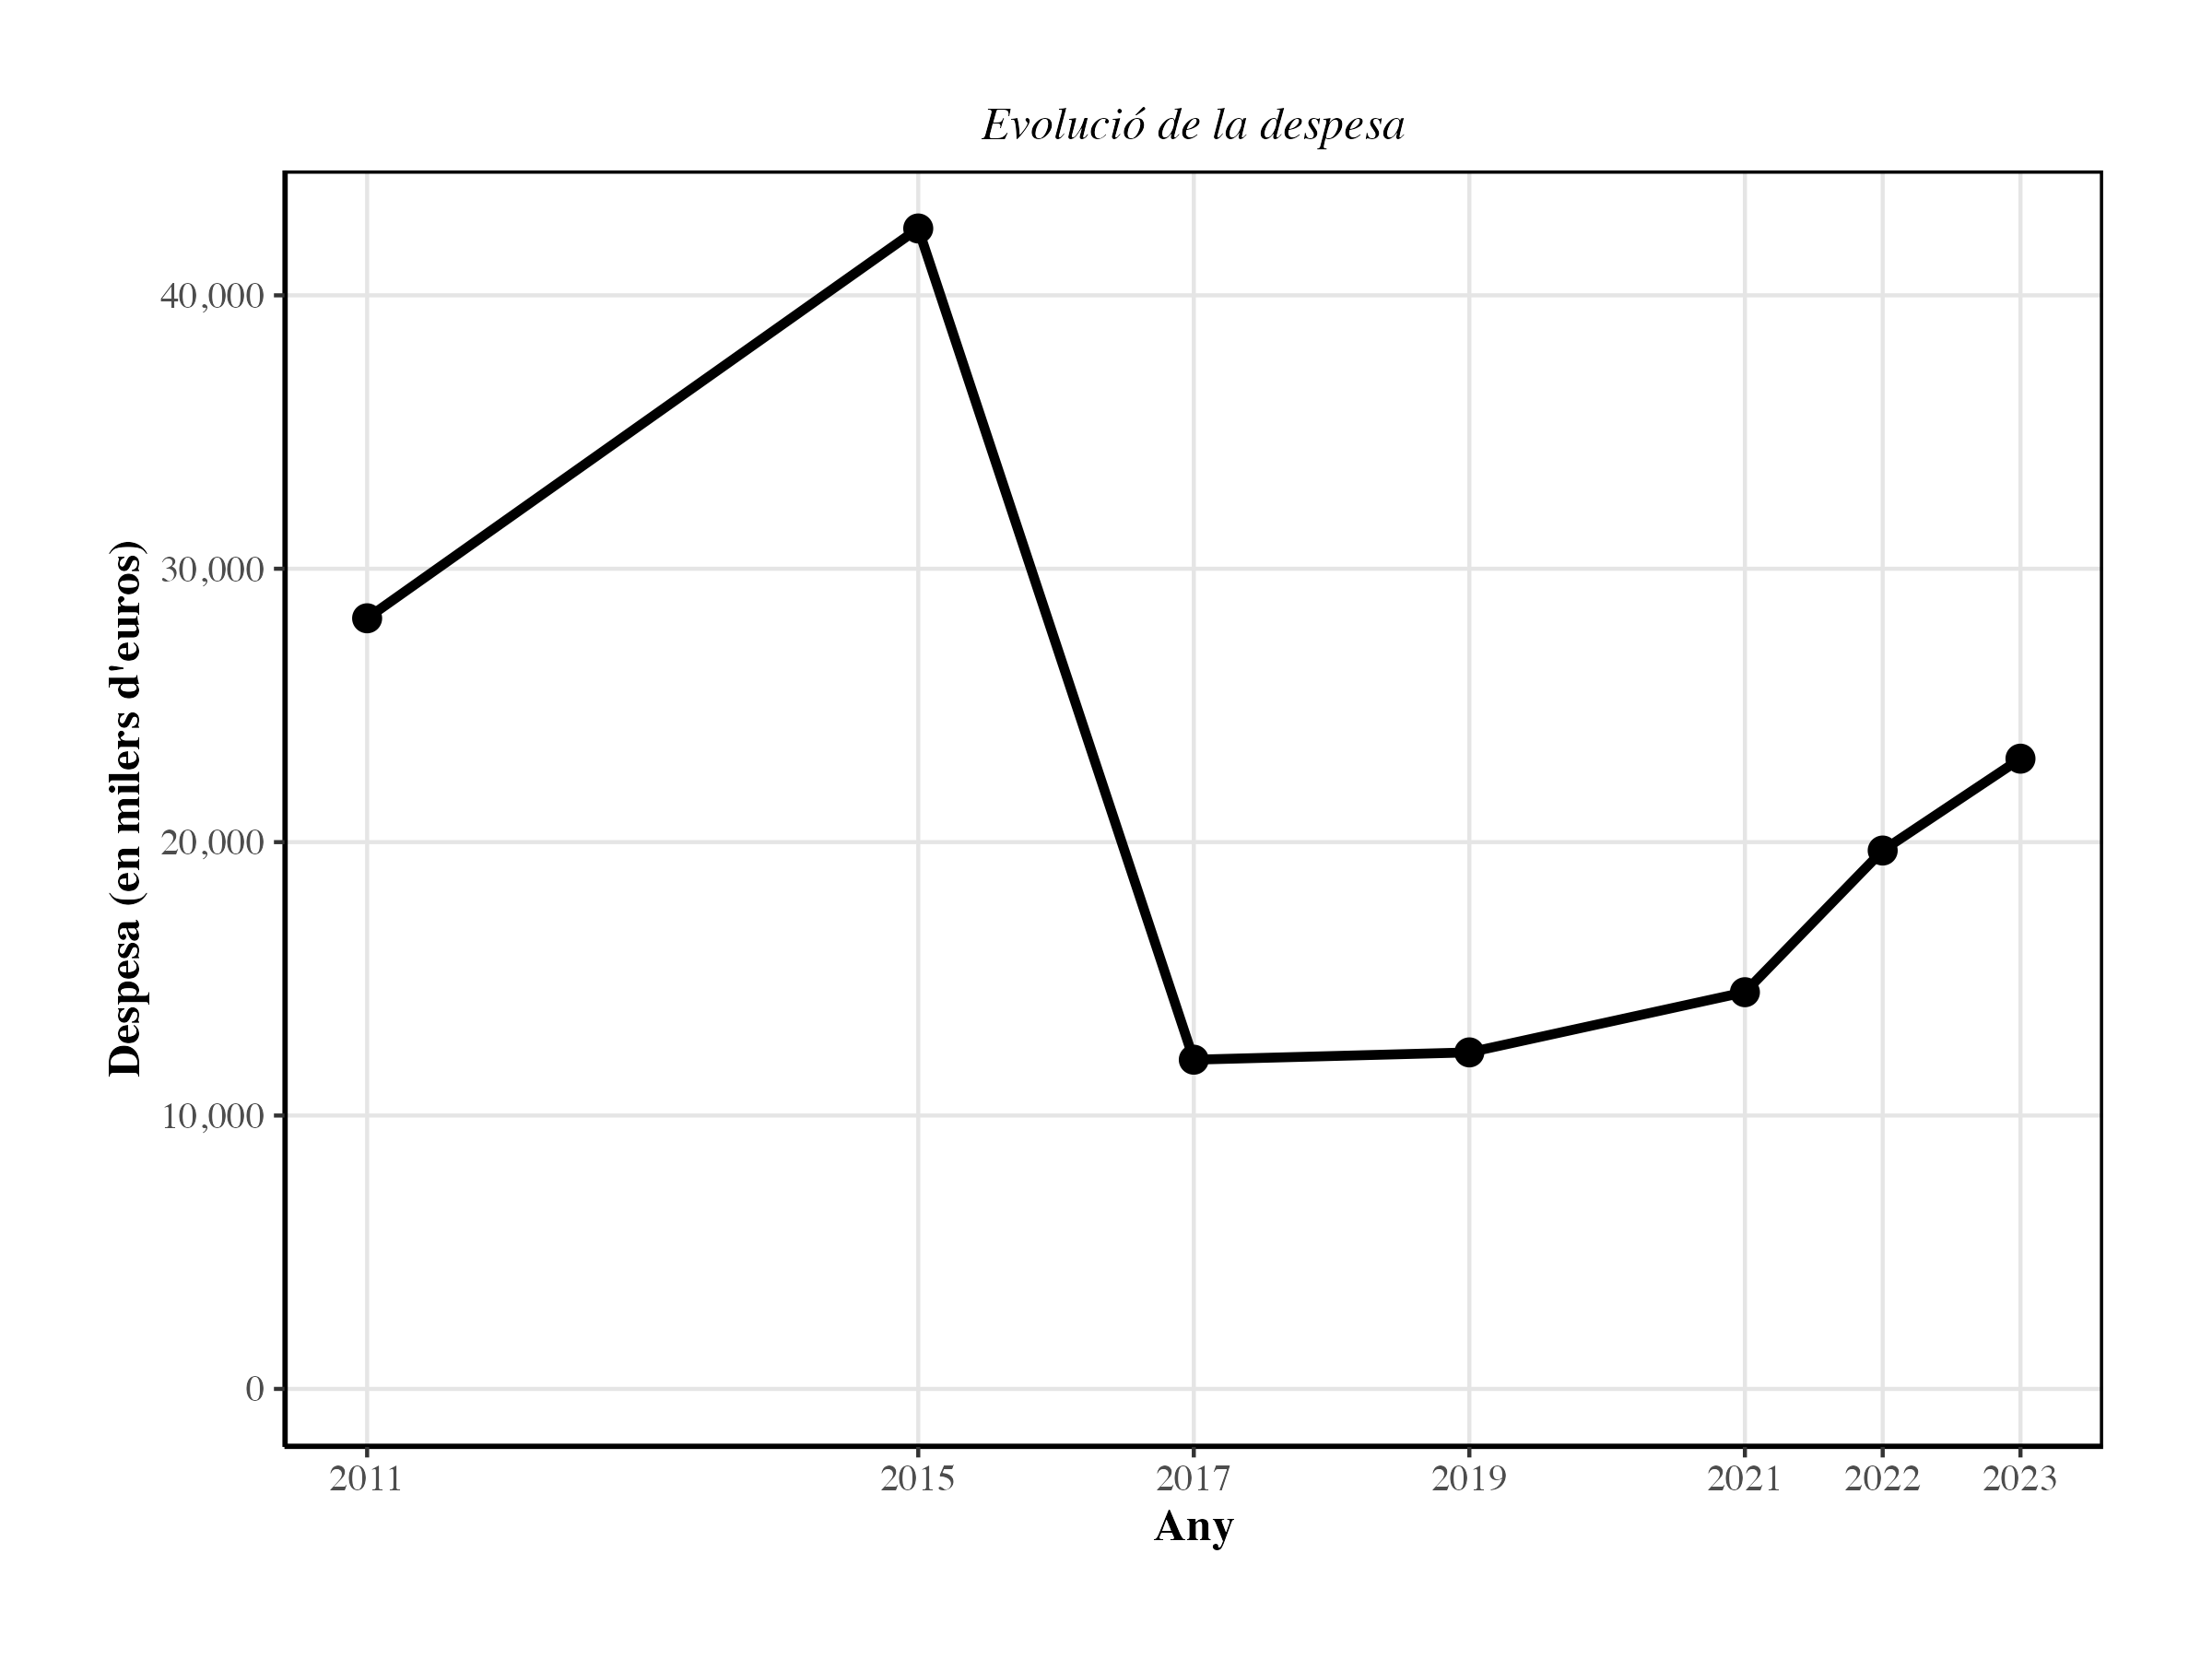 Evolució de la despesa
Despesa (en milers d'euros)
40,000
30,000
20,000
10,000
0
2011 2015 2017 2019 2021 2022 2023
Any